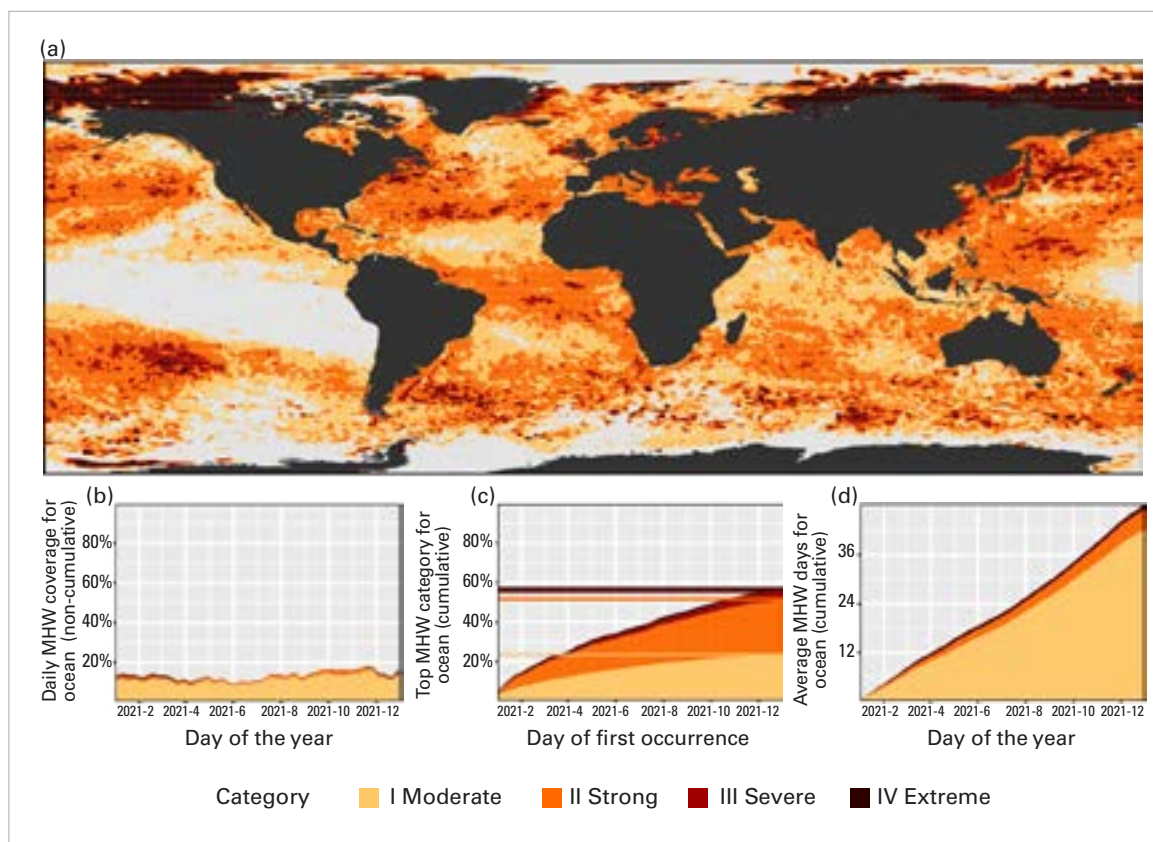 (a)
(b)
Daily MHW coverage for
ocean (non-cumulative)
80%
60%
40%
20%
2021-2 2021-4 2021-6 2021-8 2021-10 2021-12
Day of the year
(c)
Top MHW category for
ocean (cumulative)
80%
60%
40%
20%
2021-2 2021-4 2021-6 2021-8 2021-10 2021-12
Day of first occurrence
(d)
Average MHW days for
ocean (cumulative)
36
24
12
2021-2 2021-4 2021-6 2021-8 2021-10 2021-12
Day of the year
Category I Moderate II Strong III Severe IV Extreme